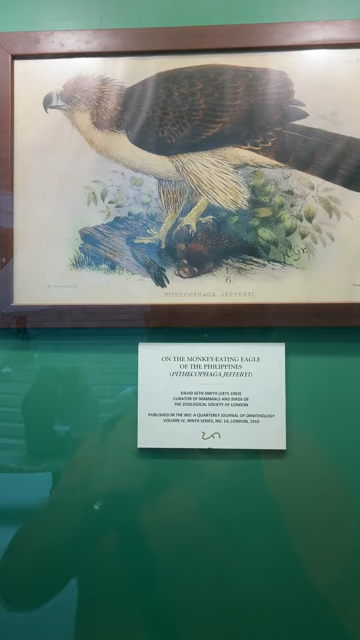 PITHECOPHAGA JEFFERYI
ON THE MONKEY-EATING EAGLE
OF THE PHILIPPINES
(PITHECOPHAGA JEFFERYI)
DAVID SETH-SMITH (1875-1963)
CURATOR OF MAMMALS AND BIRDS OF
THE ZOOLOGICAL SOCIETY OF LONDON
PUBLISHED IN THE IBIS: A QUARTERLY JOURNAL OF ORNITHOLOGY
VOLUME IV, NINTH SERIES, NO. 14, LONDON, 1910